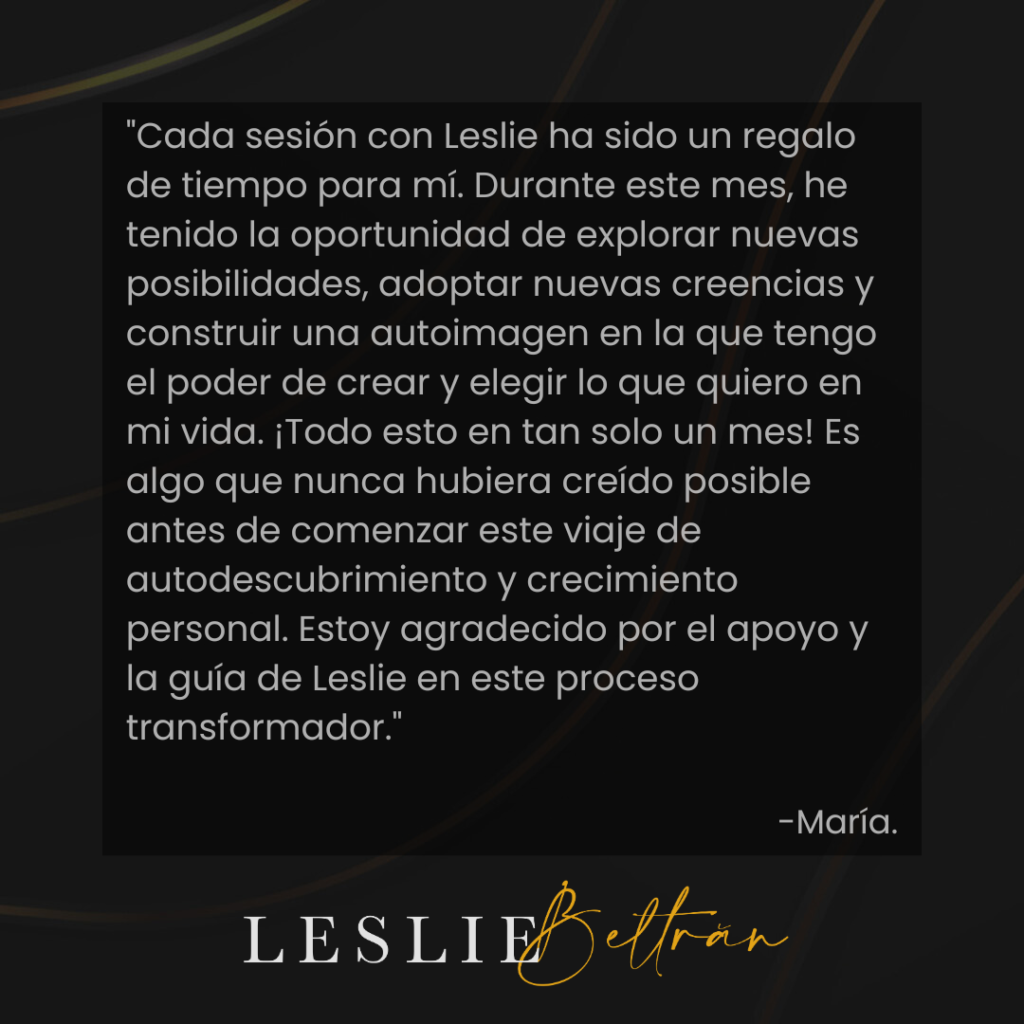 "Cada sesión con Leslie ha sido un regalo
de tiempo para mí. Durante este mes, he
tenido la oportunidad de explorar nuevas
posibilidades, adoptar nuevas creencias y
construir una autoimagen en la que tengo
el poder de crear y elegir lo que quiero en
mi vida. ¡Todo esto en tan solo un mes! Es
algo que nunca hubiera creído posible
antes de comenzar este viaje de
autodescubrimiento y crecimiento
personal. Estoy agradecido por el apoyo y
la guía de Leslie en este proceso
transformador."
-María.
LESLIE Beltrán